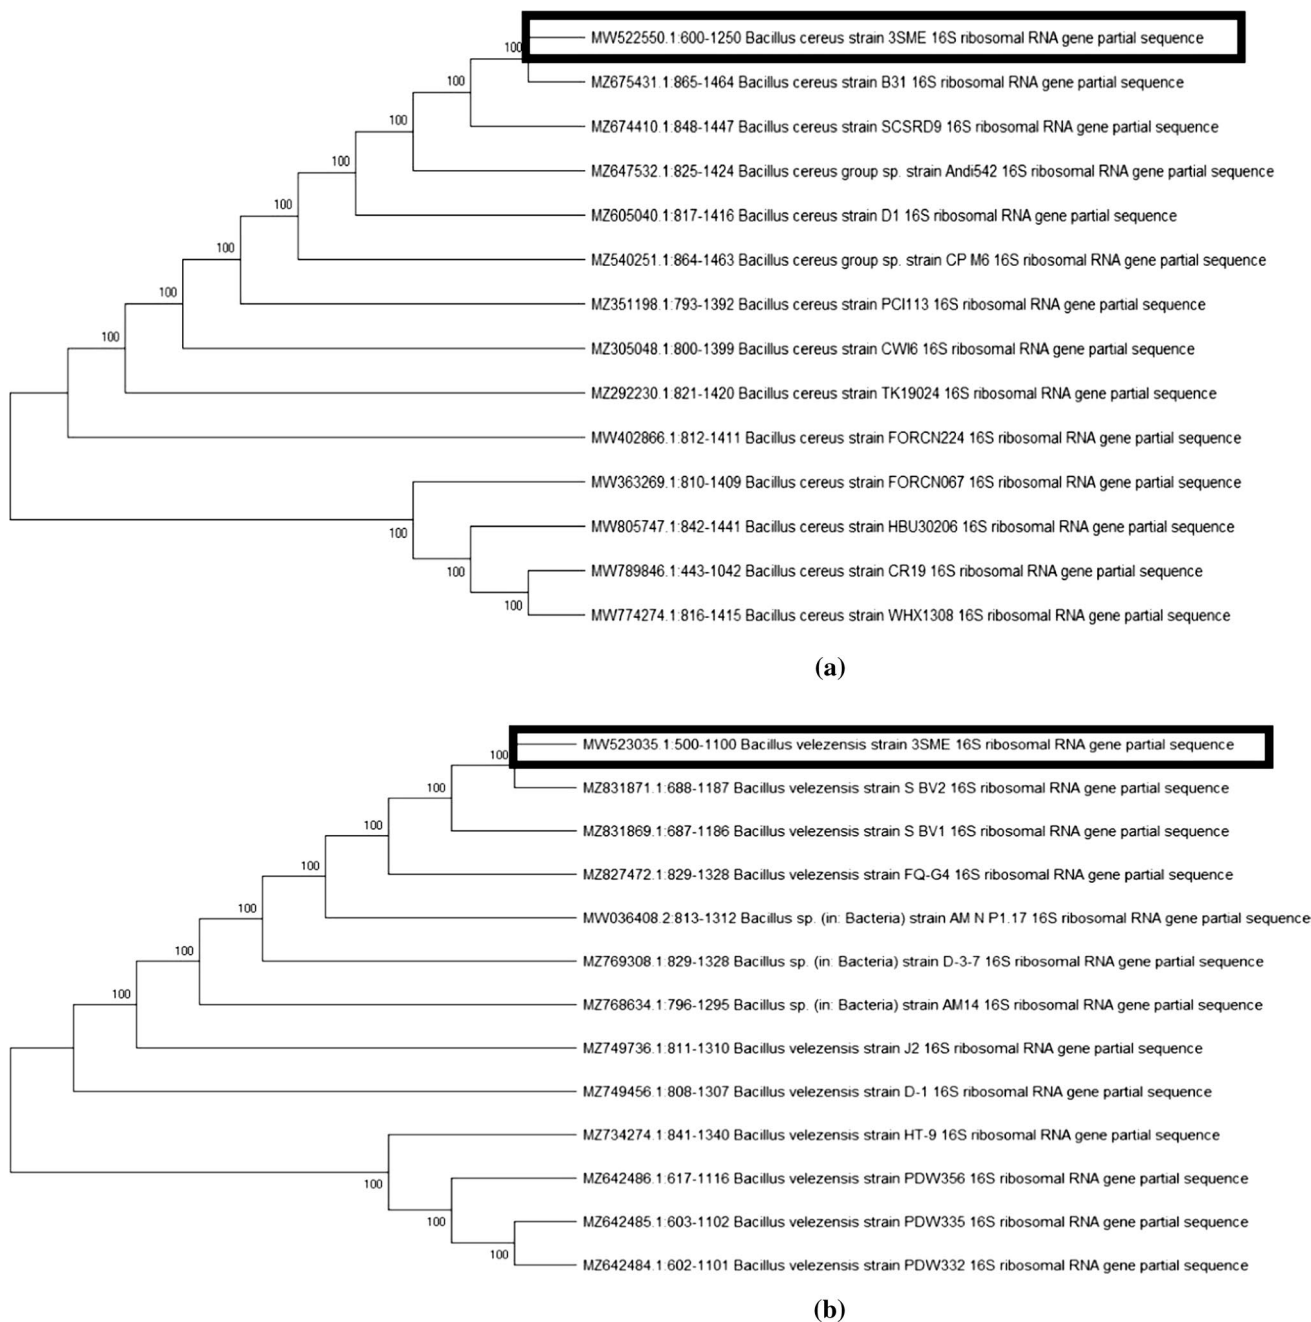 MW522550.1:600-1250 Bacillus cereus strain 3SME 16S ribosomal RNA gene partial sequence
100
MZ675431.1:865-1464 Bacillus cereus strain B31 16S ribosomal RNA gene partial sequence
100
MZ674410.1:848-1447 Bacillus cereus strain SCSRD9 16S ribosomal RNA gene partial sequence
100
MZ647532.1:825-1424 Bacillus cereus group sp. strain Andi542 16S ribosomal RNA gene partial sequence
100
MZ605040.1:817-1416 Bacillus cereus strain D1 16S ribosomal RNA gene partial sequence
100
MZ540251.1:864-1463 Bacillus cereus group sp. strain CP M6 16S ribosomal RNA gene partial sequence
100
MZ351198.1:793-1392 Bacillus cereus strain PCI113 16S ribosomal RNA gene partial sequence
100
MZ305048.1:800-1399 Bacillus cereus strain CWI6 16S ribosomal RNA gene partial sequence
100
MZ292230.1:821-1420 Bacillus cereus strain TK19024 16S ribosomal RNA gene partial sequence
MW402866.1:812-1411 Bacillus cereus strain FORCN224 16S ribosomal RNA gene partial sequence
MW363269.1:810-1409 Bacillus cereus strain FORCN067 16S ribosomal RNA gene partial sequence
100
MW805747.1:842-1441 Bacillus cereus strain HBU30206 16S ribosomal RNA gene partial sequence
100
MW789846.1:443-1042 Bacillus cereus strain CR19 16S ribosomal RNA gene partial sequence
100
MW774274.1:816-1415 Bacillus cereus strain WHX1308 16S ribosomal RNA gene partial sequence
(a)
MW523035.1:500-1100 Bacillus velezensis strain 3SME 16S ribosomal RNA gene partial sequence
100
MZ831871.1:688-1187 Bacillus velezensis strain S BV2 16S ribosomal RNA gene partial sequence
100
MZ831869.1:687-1186 Bacillus velezensis strain S BV1 16S ribosomal RNA gene partial sequence
100
MZ827472.1:829-1328 Bacillus velezensis strain FQ-G4 16S ribosomal RNA gene partial sequence
100
MW036408.2:813-1312 Bacillus sp. (in: Bacteria) strain AM N P1.17 16S ribosomal RNA gene partial sequence
100
MZ769308.1:829-1328 Bacillus sp. (in: Bacteria) strain D-3-7 16S ribosomal RNA gene partial sequence
100
MZ768634.1:796-1295 Bacillus sp. (in: Bacteria) strain AM14 16S ribosomal RNA gene partial sequence
100
MZ749736.1:811-1310 Bacillus velezensis strain J2 16S ribosomal RNA gene partial sequence
MZ749456.1:808-1307 Bacillus velezensis strain D-1 16S ribosomal RNA gene partial sequence
MZ734274.1:841-1340 Bacillus velezensis strain HT-9 16S ribosomal RNA gene partial sequence
100
MZ642486.1:617-1116 Bacillus velezensis strain PDW356 16S ribosomal RNA gene partial sequence
100
MZ642485.1:603-1102 Bacillus velezensis strain PDW335 16S ribosomal RNA gene partial sequence
100
MZ642484.1:602-1101 Bacillus velezensis strain PDW332 16S ribosomal RNA gene partial sequence
(b)